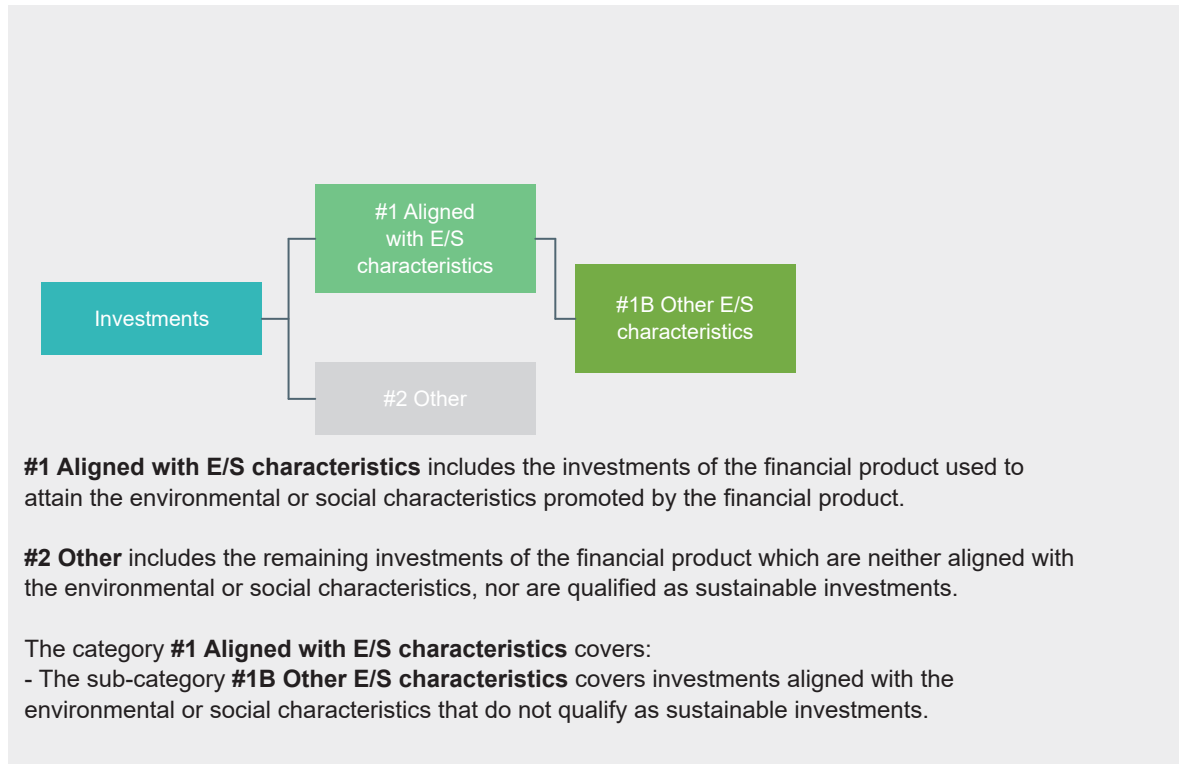 #1 Aligned
with E/S
characteristics
Investments
#1B Other E/S
characteristics
#2 Other
#1 Aligned with E/S characteristics includes the investments of the financial product used to
attain the environmental or social characteristics promoted by the financial product.
#2 Other includes the remaining investments of the financial product which are neither aligned with
the environmental or social characteristics, nor are qualified as sustainable investments.
The category #1 Aligned with E/S characteristics covers:
- The sub-category #1B Other E/S characteristics covers investments aligned with the
environmental or social characteristics that do not qualify as sustainable investments.